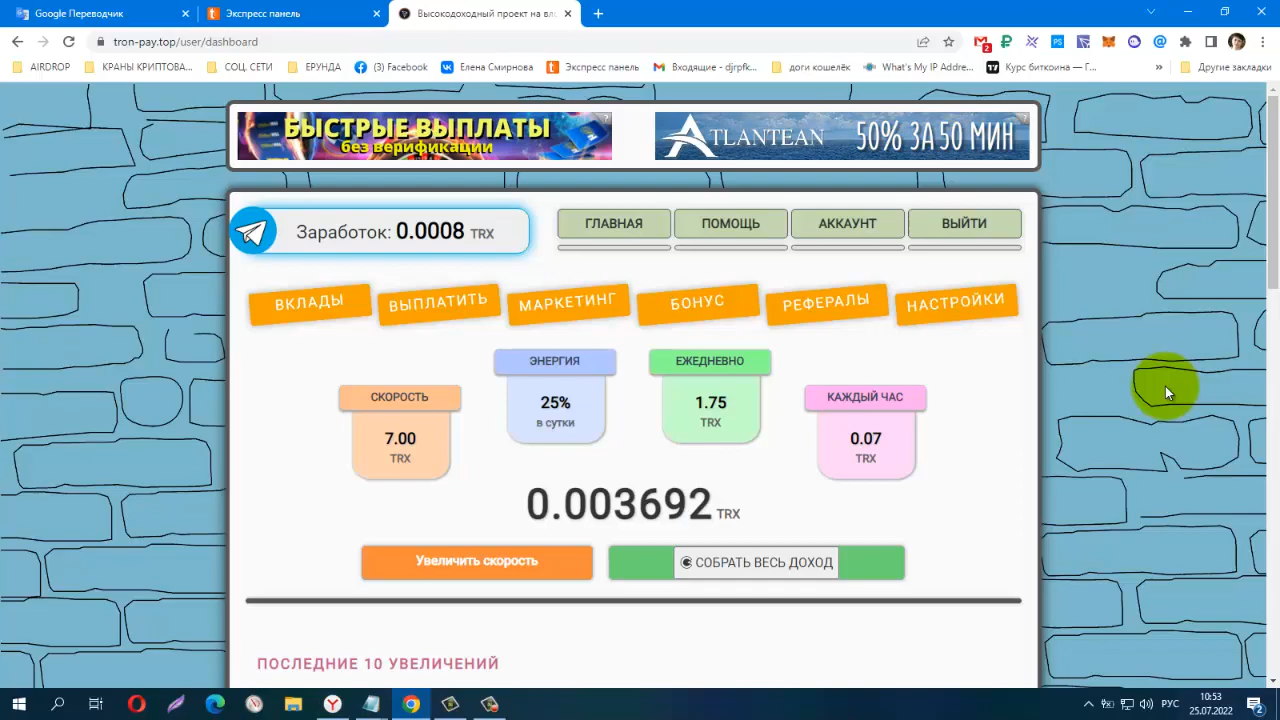 Google Переводчик
Экспресс панель
Высокодоходный проект на вло
tron-pay.top/user/dashboard
2
AIRDROP
КРАНЫ КРИПТОВА...
СОЦ. СЕТИ
ЕРУНДА
(3) Facebook
Елена Смирнова
Экспресс панель
Входящие - djrpfk...
доги кошелёк
What's My IP Addre...
Курс биткоина — Г...
»
Другие закладки
БЫСТРЫЕ ВЫПЛАТЫ
без верификации
ATLANTEAN 50% ЗА 50 МИН
Заработок: 0.0008 TRX
ГЛАВНАЯ
ПОМОЩЬ
АККАУНТ
ВЫЙТИ
ВКЛАДЫ
ВЫПЛАТИТЬ
МАРКЕТИНГ
БОНУС
РЕФЕРАЛЫ
НАСТРОЙКИ
СКОРОСТЬ
7.00
TRX
ЭНЕРГИЯ
25%
в сутки
ЕЖЕДНЕВНО
1.75
TRX
КАЖДЫЙ ЧАС
0.07
TRX
0.003692 TRX
Увеличить скорость
СОБРАТЬ ВЕСЬ ДОХОД
ПОСЛЕДНИЕ 10 УВЕЛИЧЕНИЙ
РУС
10:53
25.07.2022
2